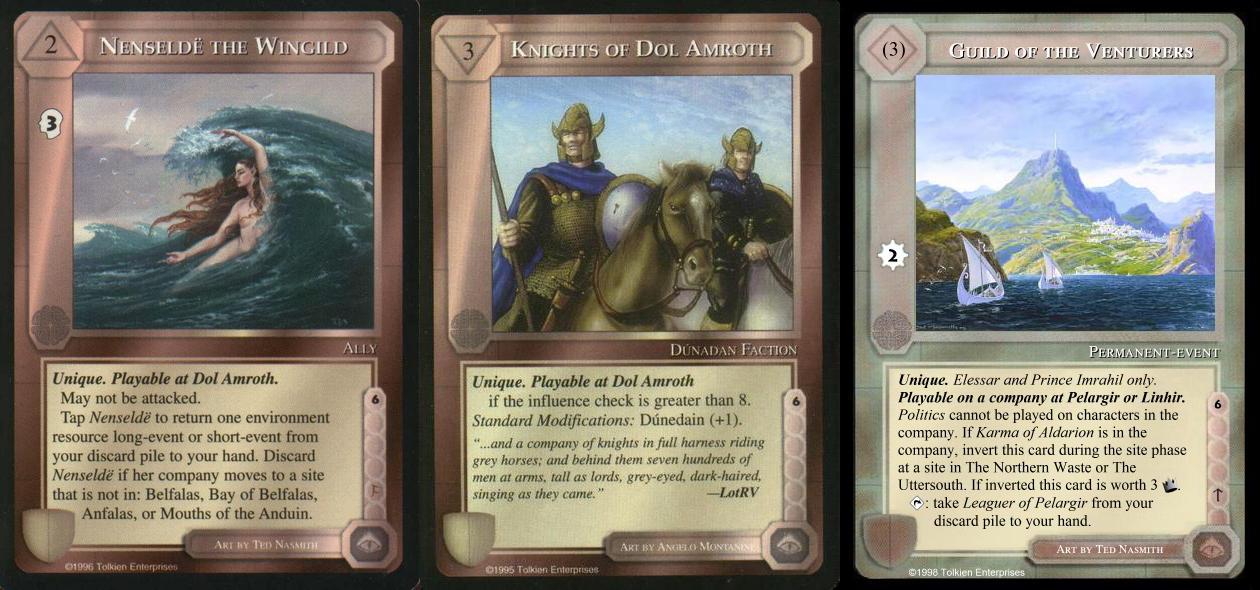 2
NENSELDË THE WINGILD
3
ALLY
Unique. Playable at Dol Amroth.
May not be attacked.
Tap Nenseldë to return one environment
resource long-event or short-event from
your discard pile to your hand. Discard
Nenseldë if her company moves to a site
that is not in: Belfalas, Bay of Belfalas,
Anfalas, or Mouths of the Anduin.
6
F
ART BY TED NASMITH
©1996 Tolkien Enterprises
3
KNIGHTS OF DOL AMROTH
DÚNADAN FACTION
Unique. Playable at Dol Amroth
if the influence check is greater than 8.
Standard Modifications: Dúnedain (+1).
“...and a company of knights in full harness riding
grey horses; and behind them seven hundreds of
men at arms, tall as lords, grey-eyed, dark-haired,
singing as they came.” —LotRV
6
ART BY ANGELO MONTANINI
©1995 Tolkien Enterprises
(3)
GUILD OF THE VENTURERS
2
PERMANENT-EVENT
Unique. Elessar and Prince Imrahil only.
Playable on a company at Pelargir or Linhir.
Politics cannot be played on characters in the
company. If Karma of Aldarion is in the
company, invert this card during the site phase
at a site in The Northern Waste or The
Uttersouth. If inverted this card is worth 3 .
: take Leaguer of Pelargir from your
discard pile to your hand.
6
ART BY TED NASMITH
©1998 Tolkien Enterprises